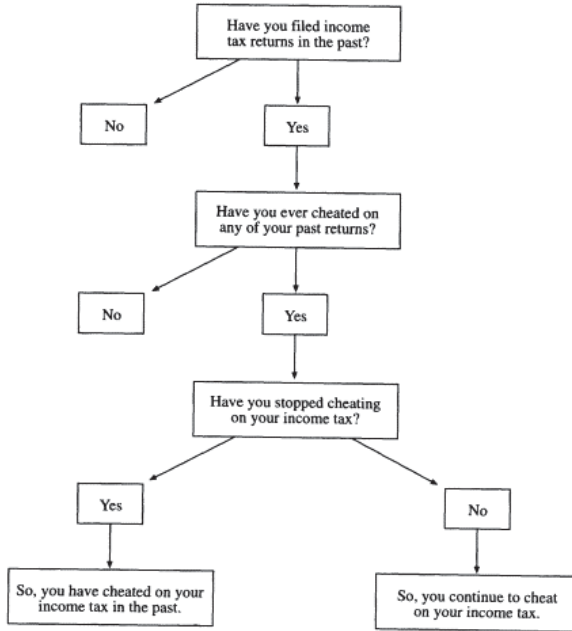 Have you filed income
tax returns in the past?
No
Yes
Have you ever cheated on
any of your past returns?
No
Yes
Have you stopped cheating
on your income tax?
Yes
No
So, you have cheated on your
income tax in the past.
So, you continue to cheat
on your income tax.